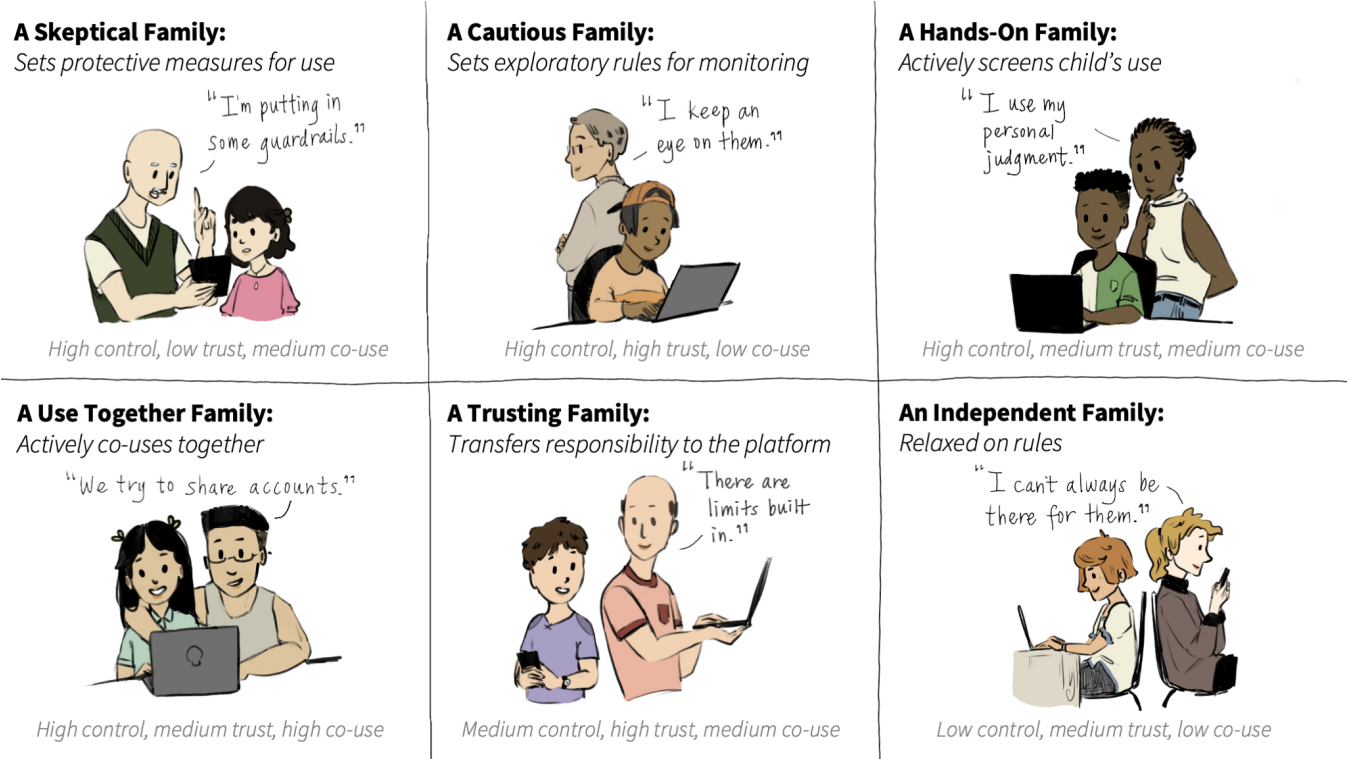 A Skeptical Family:
Sets protective measures for use
"I'm putting in
some guardrails."
High control, low trust, medium co-use
A Cautious Family:
Sets exploratory rules for monitoring
"I keep an
eye on them."
High control, high trust, low co-use
A Hands-On Family:
Actively screens child's use
"I use my
personal
judgment."
High control, medium trust, medium co-use
A Use Together Family:
Actively co-uses together
"We try to share accounts."
High control, medium trust, high co-use
A Trusting Family:
Transfers responsibility to the platform
"There are
limits built
in."
Medium control, high trust, medium co-use
An Independent Family:
Relaxed on rules
"I can't always be
there for them."
Low control, medium trust, low co-use